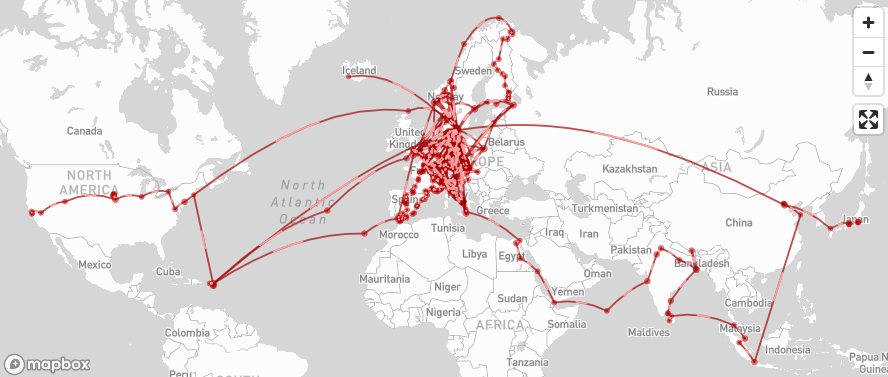 Iceland
Sweden
Russia
Norway
Canada
United
Kingdom
Belarus
NORTH
AMERICA
EUROPE
Kazakhstan
ASIA
North
Atlantic
Ocean
Spain
Greece
Turkmenistan
China
Japan
Morocco
Tunisia
Iraq
Iran
Pakistan
Mexico
Cuba
Libya
Egypt
Bangladesh
Mauritania
Niger
Oman
Sudan
Yemen
Cambodia
Nigeria
AFRICA
Somalia
Maldives
Malaysia
Colombia
Indonesia
Papua N
Guinea
Tanzania
Peru
mapbox